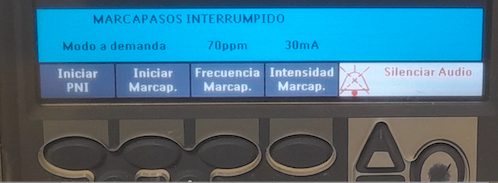 MARCAPASOS INTERRUMPIDO
Modo a demanda 70ppm 30mA
Iniciar PNI
Iniciar Marcap.
Frecuencia Marcap.
Intensidad Marcap.
Silenciar Audio